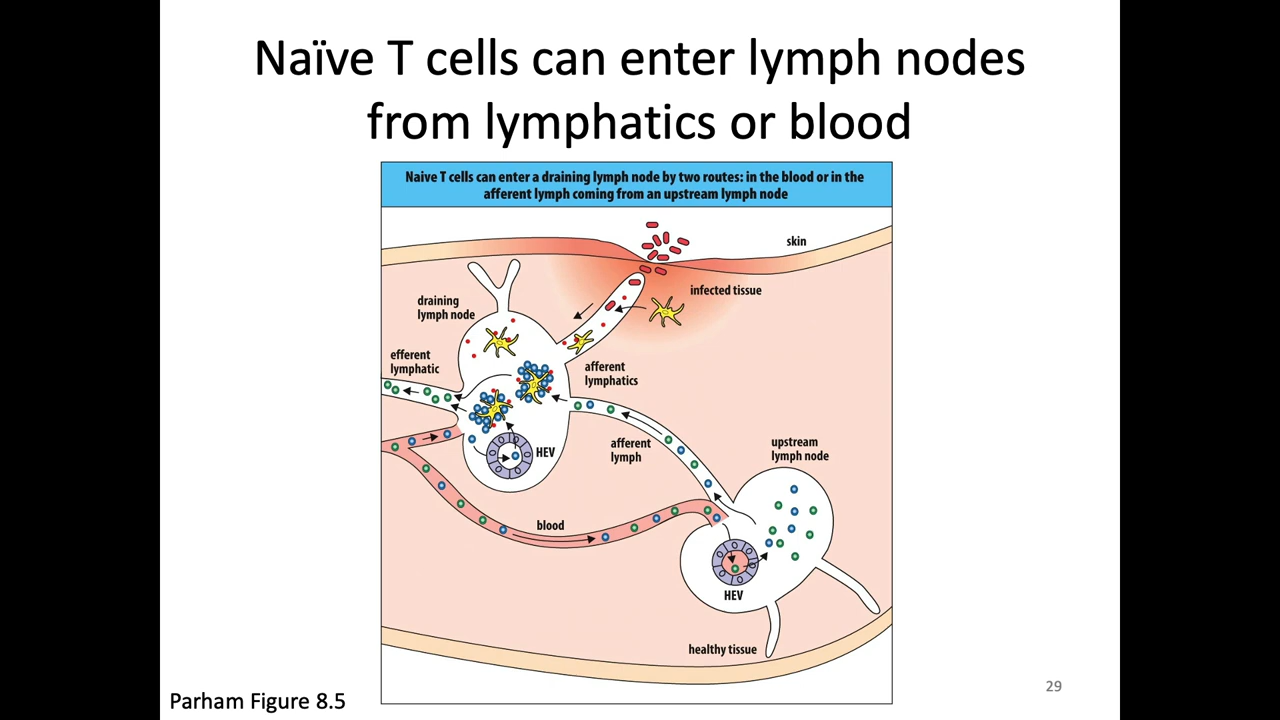 Naïve T cells can enter lymph nodes
from lymphatics or blood
Naive T cells can enter a draining lymph node by two routes: in the blood or in the
afferent lymph coming from an upstream lymph node
skin
infected tissue
draining
lymph node
efferent
lymphatic
afferent
lymphatics
HEV
afferent
lymph
upstream
lymph node
blood
HEV
healthy tissue
Parham Figure 8.5
29